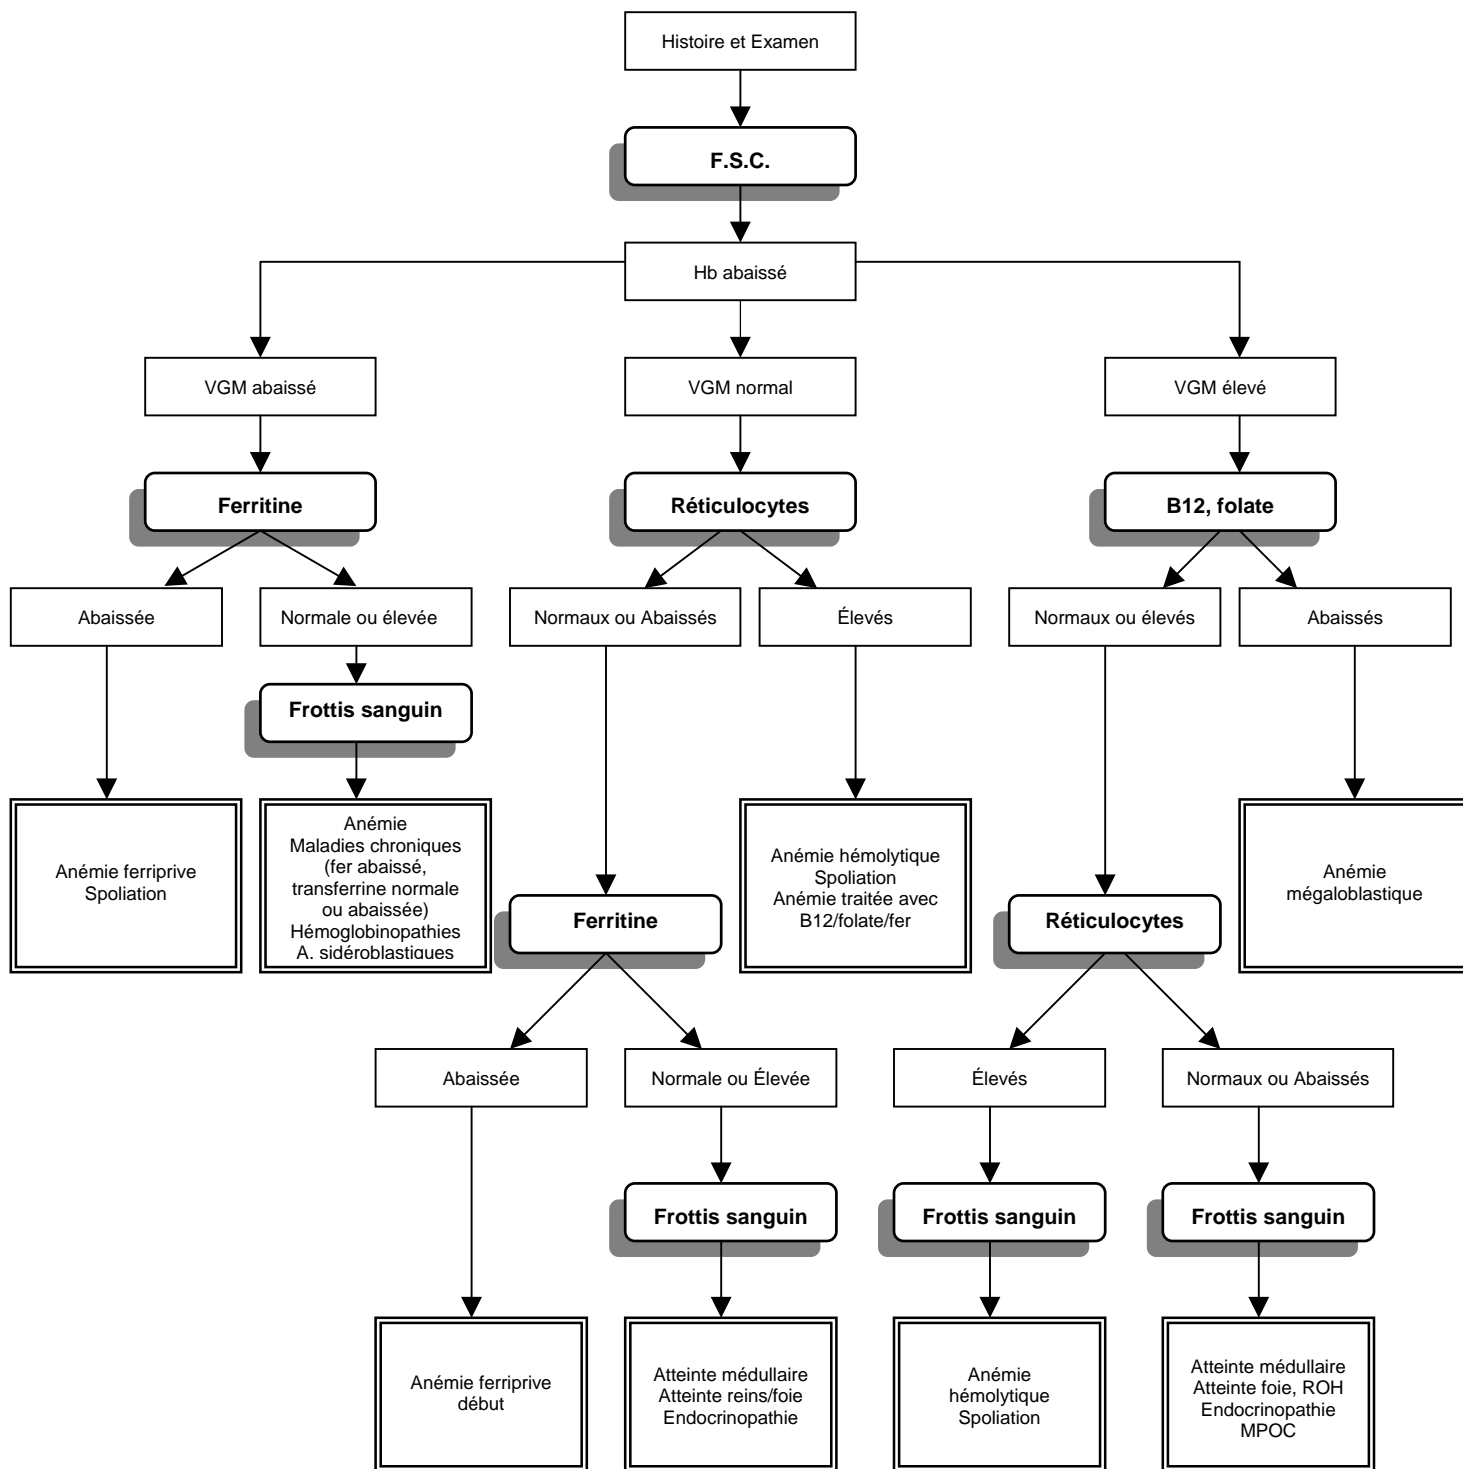 Histoire et Examen
F.S.C.
Hb abaissé
VGM abaissé
VGM normal
VGM élevé
Ferritine
Réticulocytes
B12, folate
Abaissée
Normale ou élevée
Normaux ou Abaissés
Élevés
Normaux ou élevés
Abaissés
Frottis sanguin
Anémie ferriprive
Spoliation
Anémie
Maladies chroniques
(fer abaissé,
transferrine normale
ou abaissée)
Hémoglobinopathies
A. sidéroblastiques
Anémie hémolytique
Spoliation
Anémie traitée avec
B12/folate/fer
Anémie
mégaloblastique
Ferritine
Réticulocytes
Abaissée
Normale ou Élevée
Élevés
Normaux ou Abaissés
Frottis sanguin
Frottis sanguin
Frottis sanguin
Anémie ferriprive
début
Atteinte médullaire
Atteinte reins/foie
Endocrinopathie
Anémie
hémolytique
Spoliation
Atteinte médullaire
Atteinte foie, ROH
Endocrinopathie
MPOC